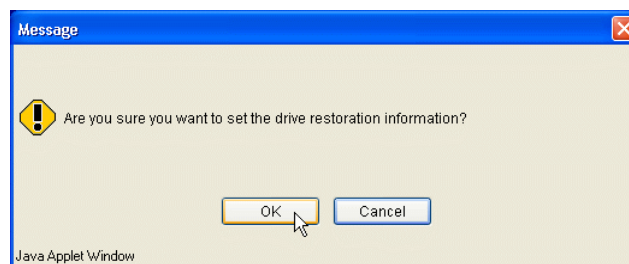 Message
Are you sure you want to set the drive restoration information?
OK Cancel
Java Applet Window